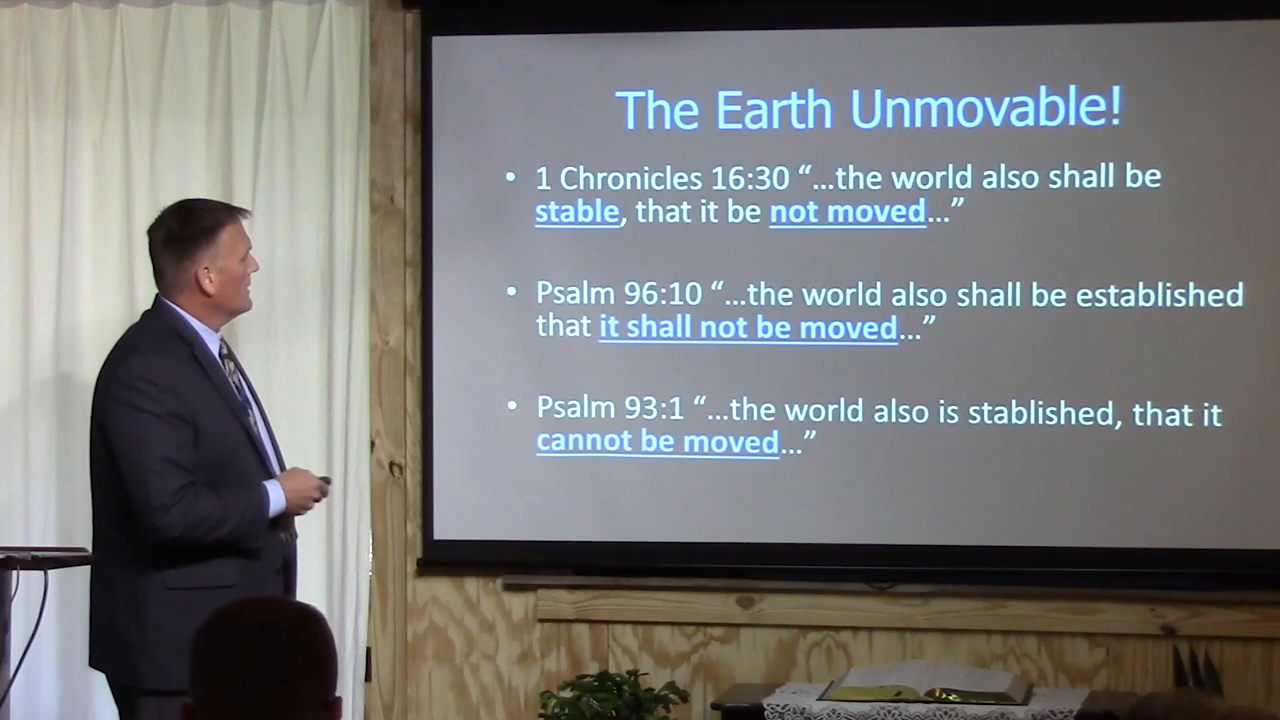 The Earth Unmovable!
• 1 Chronicles 16:30 “…the world also shall be
stable, that it be not moved…”
• Psalm 96:10 “…the world also shall be established
that it shall not be moved…”
• Psalm 93:1 “…the world also is stablished, that it
cannot be moved…”